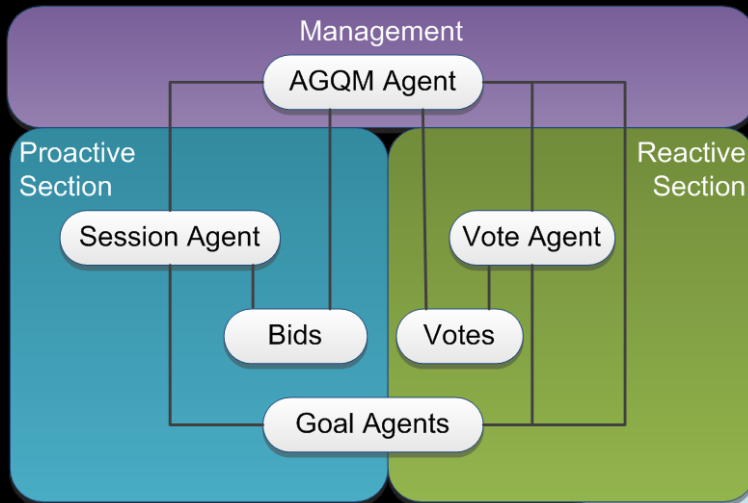 Management
AGQM Agent
Proactive
Section
Reactive
Section
Session Agent
Vote Agent
Bids
Votes
Goal Agents